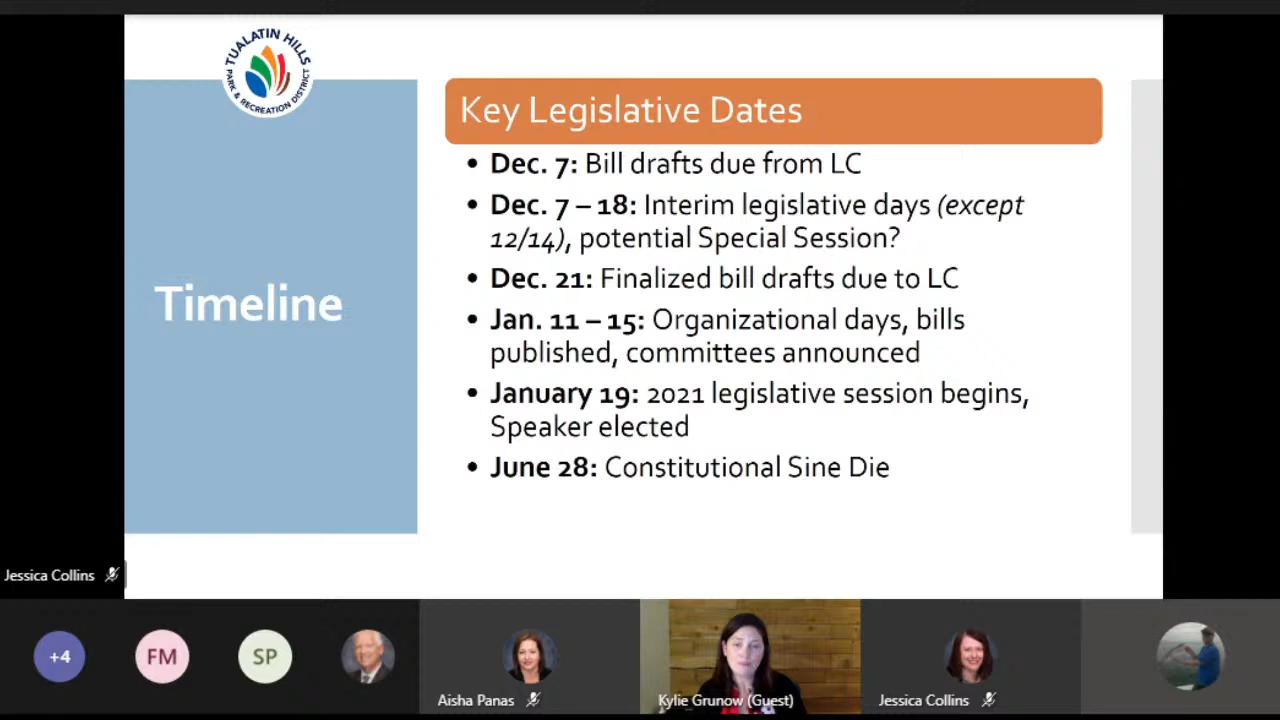 TUALATIN HILLS
PARK & RECREATION DISTRICT
Timeline
Key Legislative Dates
• Dec. 7: Bill drafts due from LC
• Dec. 7 – 18: Interim legislative days (except
12/14), potential Special Session?
• Dec. 21: Finalized bill drafts due to LC
• Jan. 11 – 15: Organizational days, bills
published, committees announced
• January 19: 2021 legislative session begins,
Speaker elected
• June 28: Constitutional Sine Die
Jessica Collins
+4
FM
SP
Aisha Panas
Kylie Grunow (Guest)
Jessica Collins